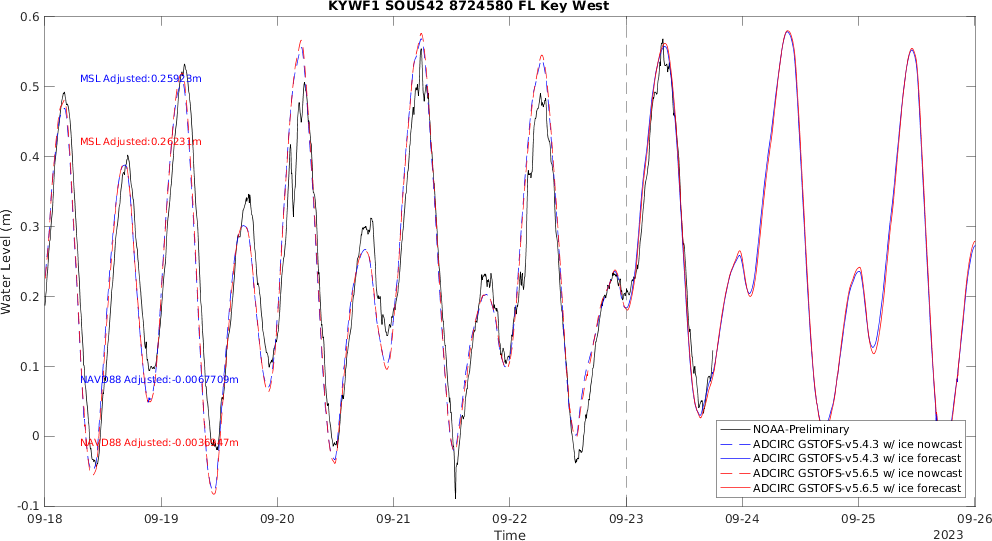 KYWF1 SOUS42 8724580 FL Key West
0.6
0.5
0.4
0.3
0.2
0.1
0
-0.1
Water Level (m)
MSL Adjusted:0.25923m
MSL Adjusted:0.26231m
NAVD88 Adjusted:-0.0067709m
NAVD88 Adjusted:
NOAA-Preliminary
ADCIRC GSTOFS-v5.4.3 w/ ice nowcast
ADCIRC GSTOFS-v5.4.3 w/ ice forecast
ADCIRC GSTOFS-v5.6.5 w/ ice nowcast
ADCIRC GSTOFS-v5.6.5 w/ ice forecast
09-18 09-19 09-20 09-21 09-22 09-23 09-24 09-25 09-26
Time
2023